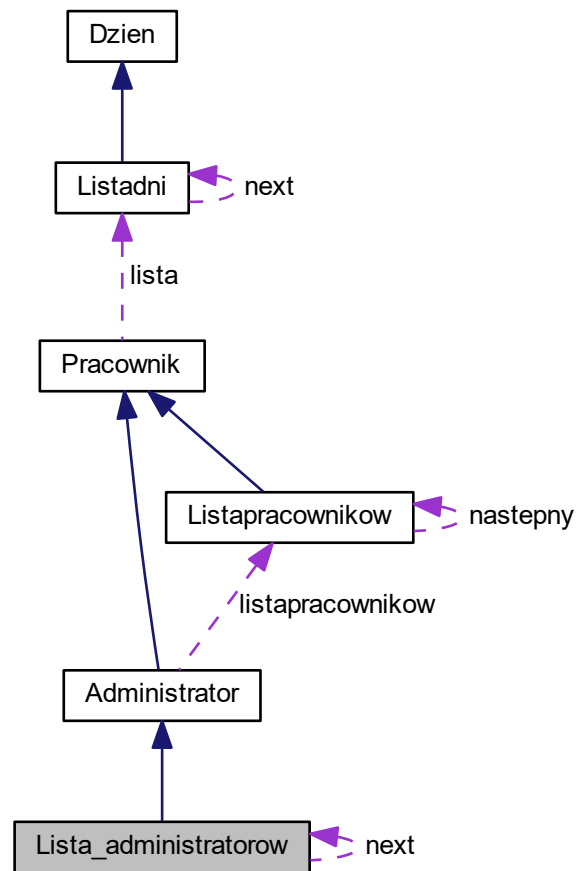 Dzien
Listadni
next
lista
Pracownik
Listapracownikow
nastepny
listapracownikow
Administrator
Lista_administratorow
next